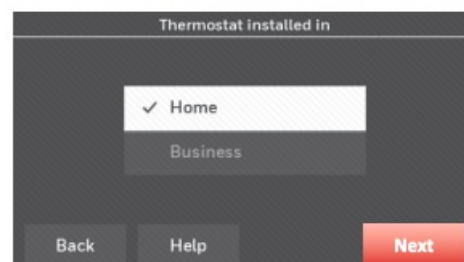 Thermostat installed in
✓ Home
Business
Back Help Next